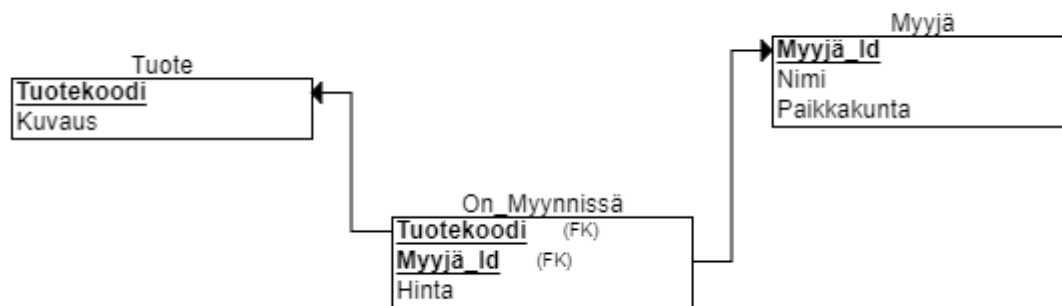 Tuote
Tuotekoodi
Kuvaus
Myyjä
Myyjä_Id
Nimi
Paikkakunta
On_Myynnissä
Tuotekoodi (FK)
Myyjä_Id (FK)
Hinta